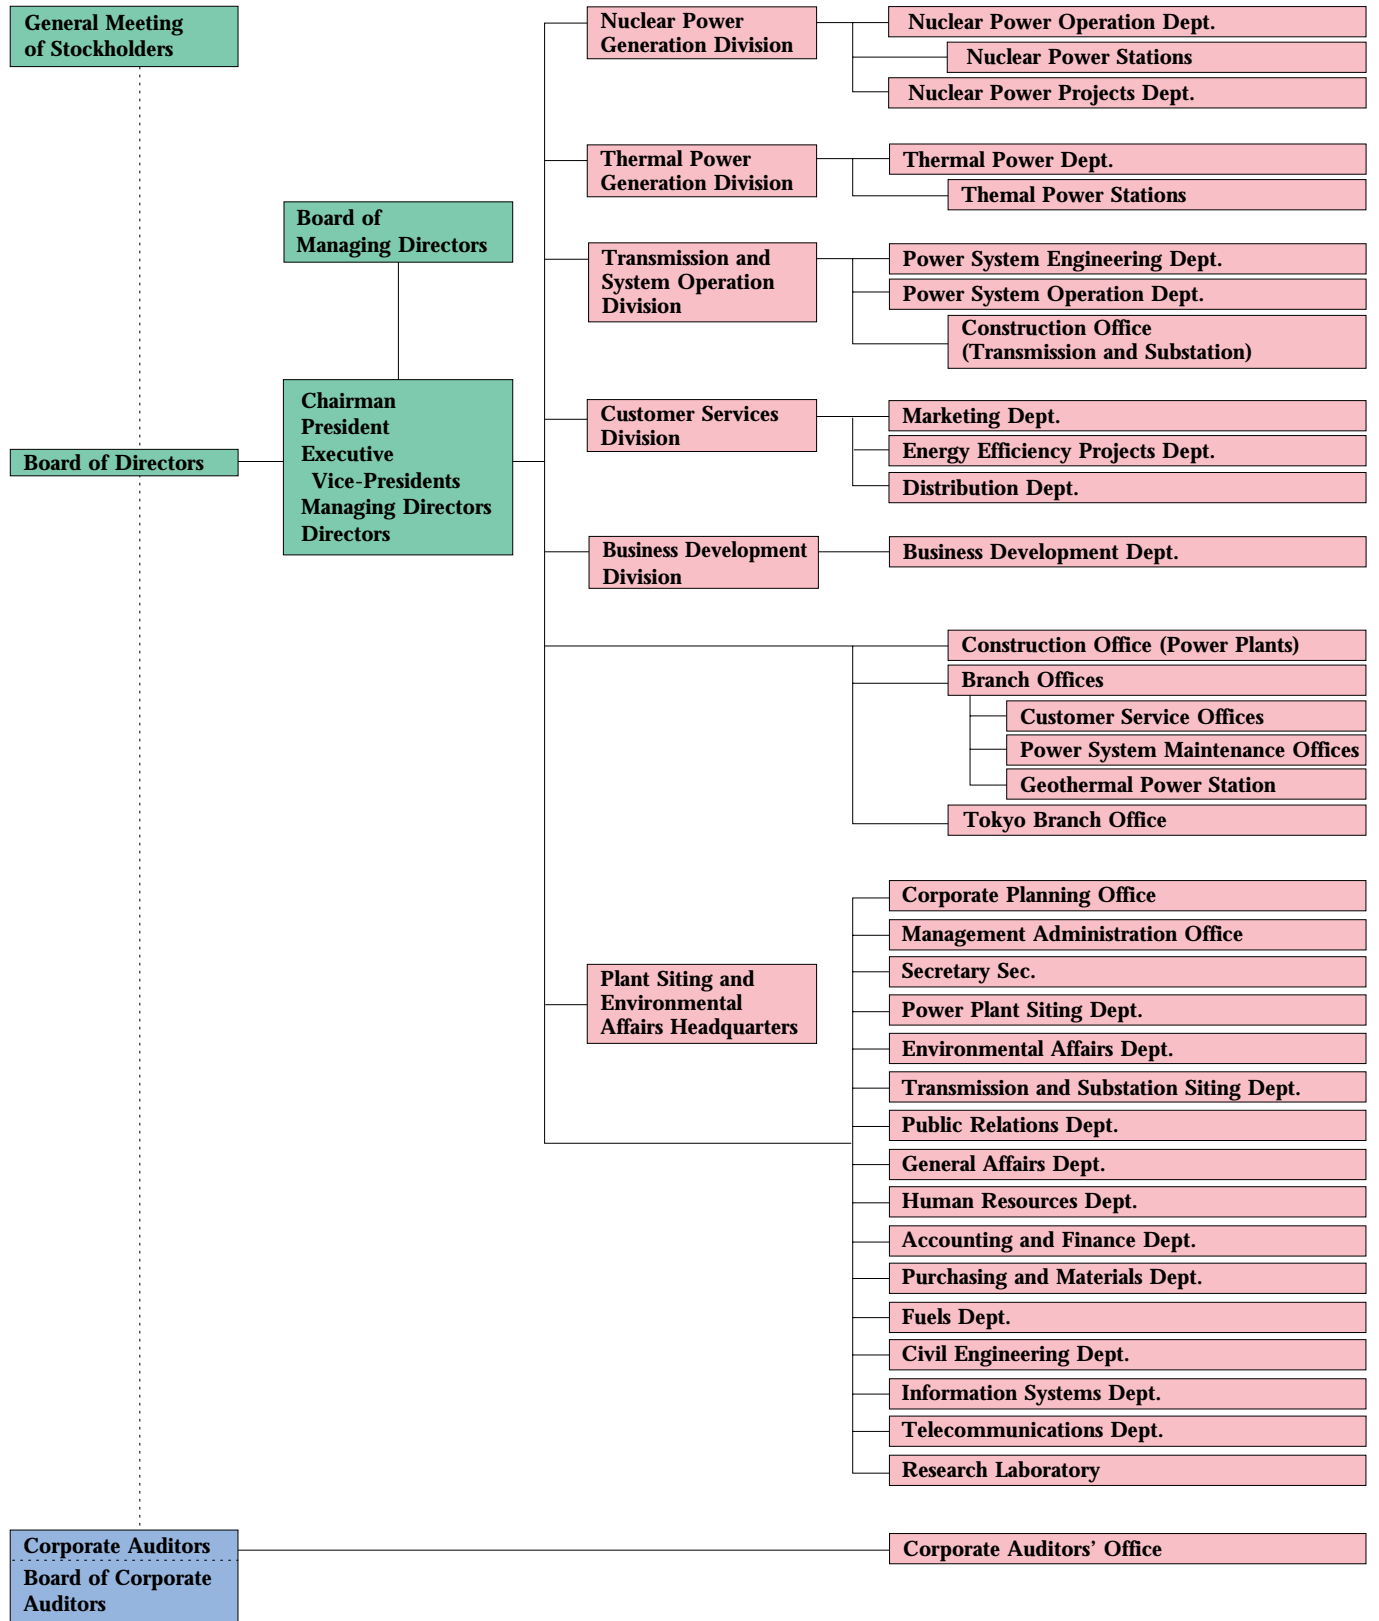 General Meeting
of Stockholders
Board of Directors
Board of
Managing Directors
Chairman
President
Executive
Vice-Presidents
Managing Directors
Directors
Nuclear Power
Generation Division
Nuclear Power Operation Dept.
Nuclear Power Stations
Nuclear Power Projects Dept.
Thermal Power
Generation Division
Thermal Power Dept.
Themal Power Stations
Transmission and
System Operation
Division
Power System Engineering Dept.
Power System Operation Dept.
Construction Office
(Transmission and Substation)
Customer Services
Division
Marketing Dept.
Energy Efficiency Projects Dept.
Distribution Dept.
Business Development
Division
Business Development Dept.
Construction Office (Power Plants)
Branch Offices
Customer Service Offices
Power System Maintenance Offices
Geothermal Power Station
Tokyo Branch Office
Plant Siting and
Environmental
Affairs Headquarters
Corporate Planning Office
Management Administration Office
Secretary Sec.
Power Plant Siting Dept.
Environmental Affairs Dept.
Transmission and Substation Siting Dept.
Public Relations Dept.
General Affairs Dept.
Human Resources Dept.
Accounting and Finance Dept.
Purchasing and Materials Dept.
Fuels Dept.
Civil Engineering Dept.
Information Systems Dept.
Telecommunications Dept.
Research Laboratory
Corporate Auditors
Board of Corporate
Auditors
Corporate Auditors' Office